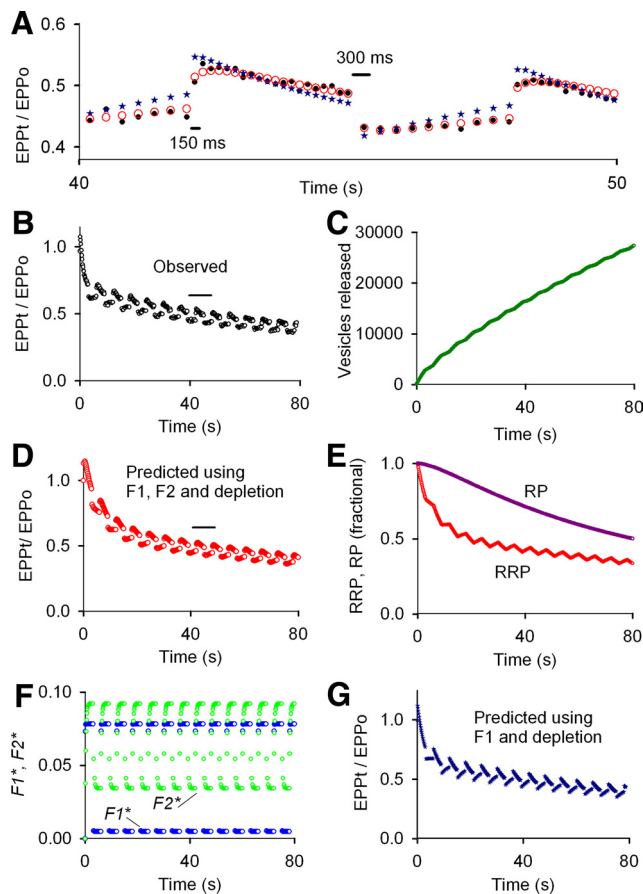 A
EPPt / EPPo
0.6
0.5
0.4
300 ms
150 ms
40
50
Time (s)
B
EPPt / EPPo
1.0
0.5
0.0
Observed
0
40
80
Time (s)
C
Vesicles released
30000
20000
10000
0
0
40
80
Time (s)
D
EPPt/ EPPo
1.0
0.5
0.0
Predicted using
F1, F2 and depletion
0
40
80
Time (s)
E
RRP, RP (fractional)
1.0
0.5
0.0
RP
RRP
0
40
80
Time (s)
F
F1*, F2*
0.10
0.05
0.00
F2*
F1*
0
40
80
Time (s)
G
EPPt / EPPo
1.0
0.5
0.0
Predicted using
F1 and depletion
0
40
80
Time (s)